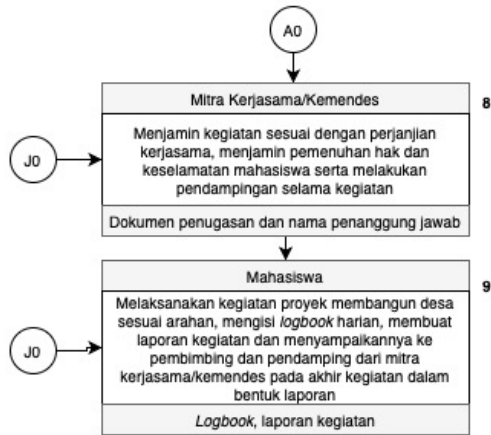 A0
Mitra Kerjasama/Kemendes
8
J0
Menjamin kegiatan sesuai dengan perjanjian
kerjasama, menjamin pemenuhan hak dan
keselamatan mahasiswa serta melakukan
pendampingan selama kegiatan
Dokumen penugasan dan nama penanggung jawab
Mahasiswa
9
J0
Melaksanakan kegiatan proyek membangun desa
sesuai arahan, mengisi logbook harian, membuat
laporan kegiatan dan menyampaikannya ke
pembimbing dan pendamping dari mitra
kerjasama/kemendes pada akhir kegiatan dalam
bentuk laporan
Logbook, laporan kegiatan